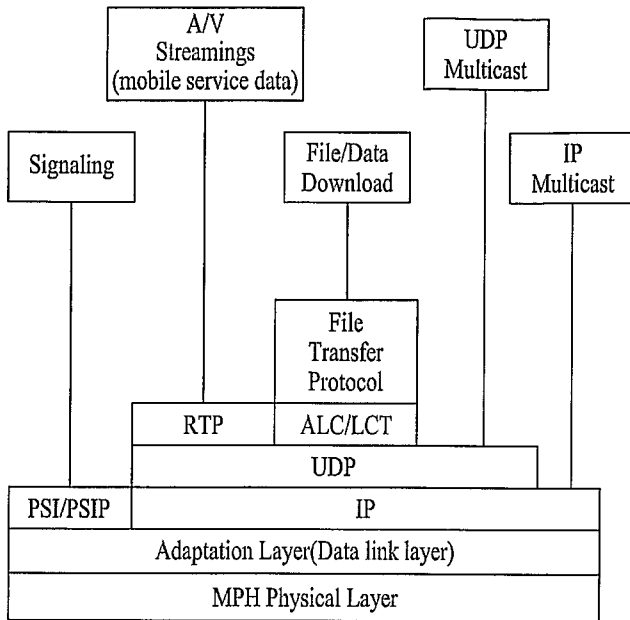 A/V
Streamings
(mobile service data)
UDP
Multicast
Signaling
File/Data
Download
IP
Multicast
File
Transfer
Protocol
RTP
ALC/LCT
UDP
PSI/PSIP
IP
Adaptation Layer(Data link layer)
MPH Physical Layer